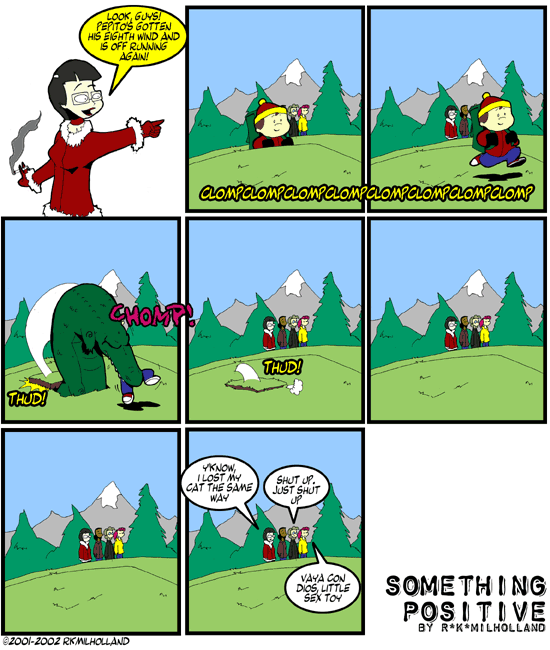 LOOK, GUYS!
PEPITO'S GOTTEN
HIS EIGHTH WIND AND
IS OFF RUNNING
AGAIN!
CLOMPCLOMPCLOMPCLOMPCLOMPCLOMPCLOMPCLOMP
CHOMP!
THUD!
THUD!
Y'KNOW,
I LOST MY
CAT THE SAME
WAY
SHUT UP.
JUST SHUT
UP
VAYA CON
DIOS, LITTLE
SEX TOY
SOMETHING
POSITIVE
BY R*K*MILHOLLAND
©2001-2002 RKMILHOLLAND